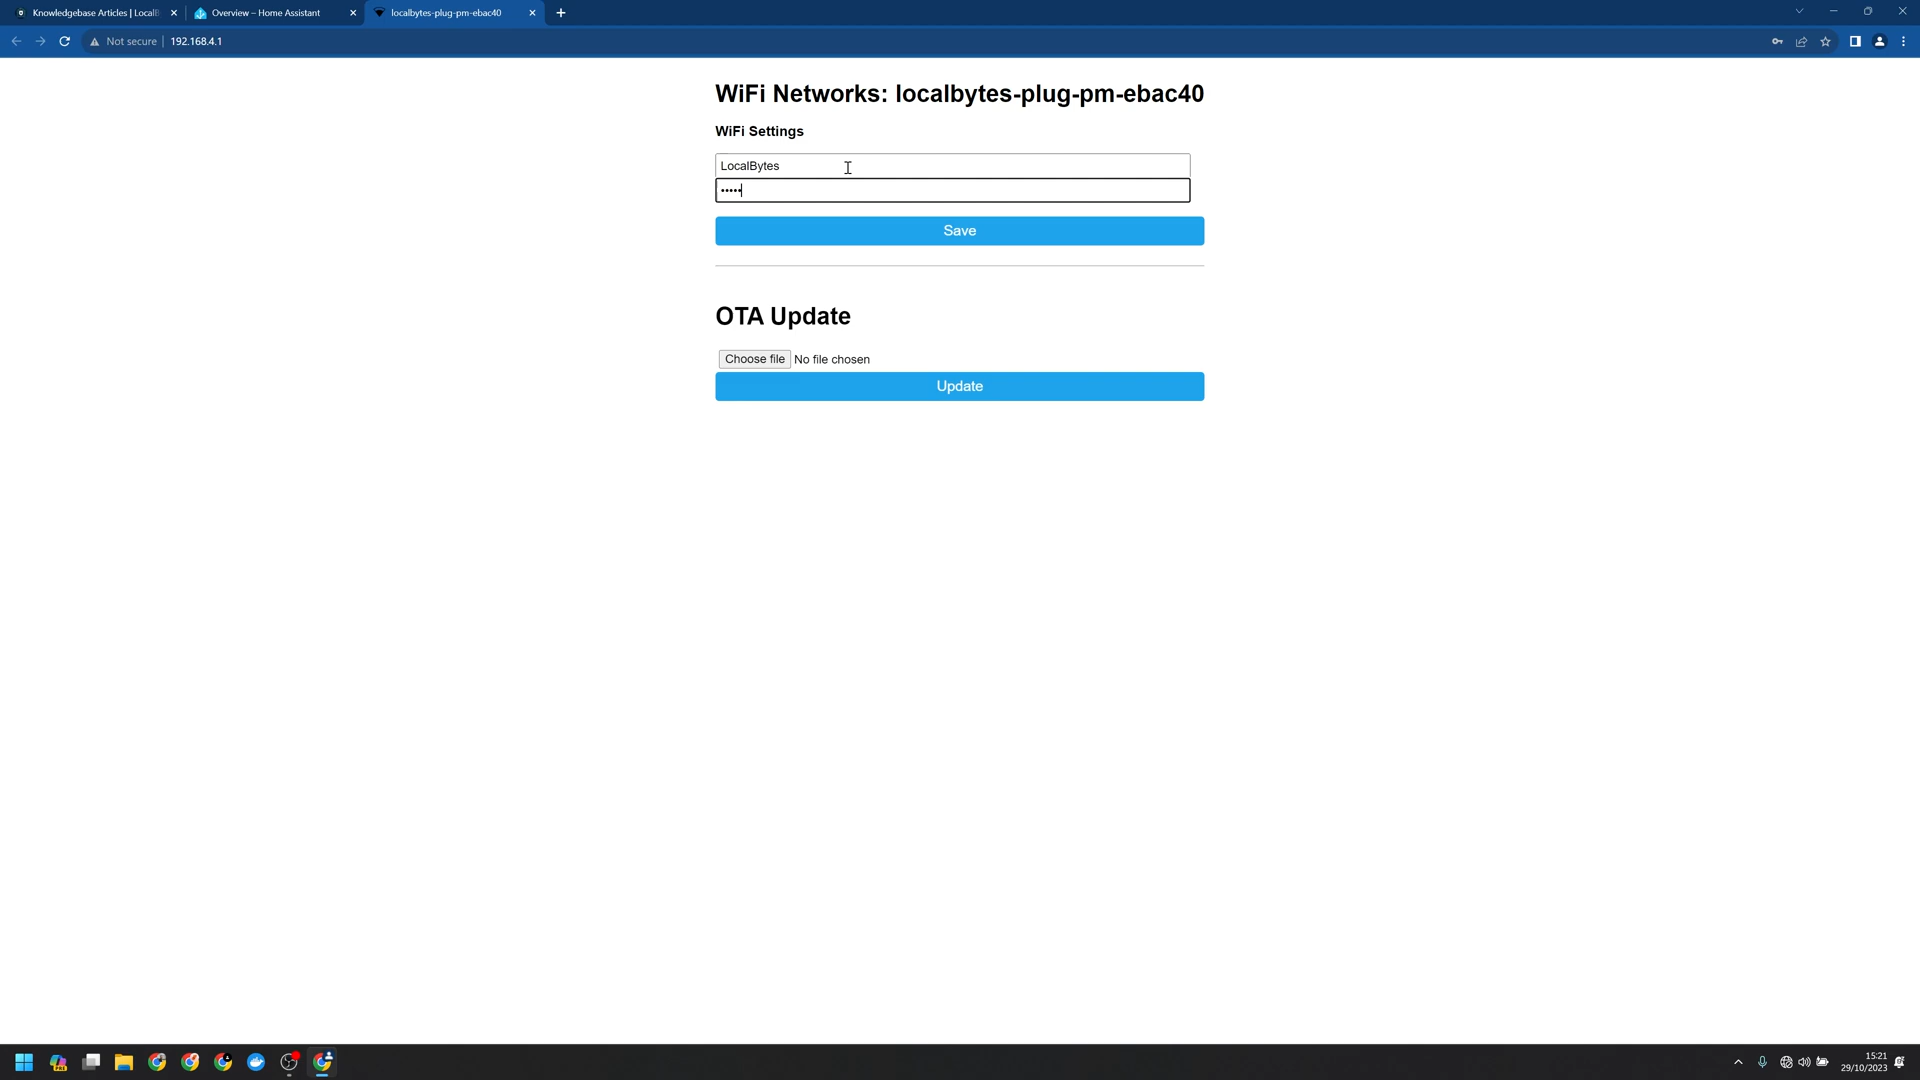 Knowledgebase Articles | LocalB
Overview – Home Assistant
localbytes-plug-pm-ebac40
Not secure
192.168.4.1
WiFi Networks: localbytes-plug-pm-ebac40
WiFi Settings
LocalBytes
•••••
Save
OTA Update
Choose file No file chosen
Update
PRE
15:21
29/10/2023